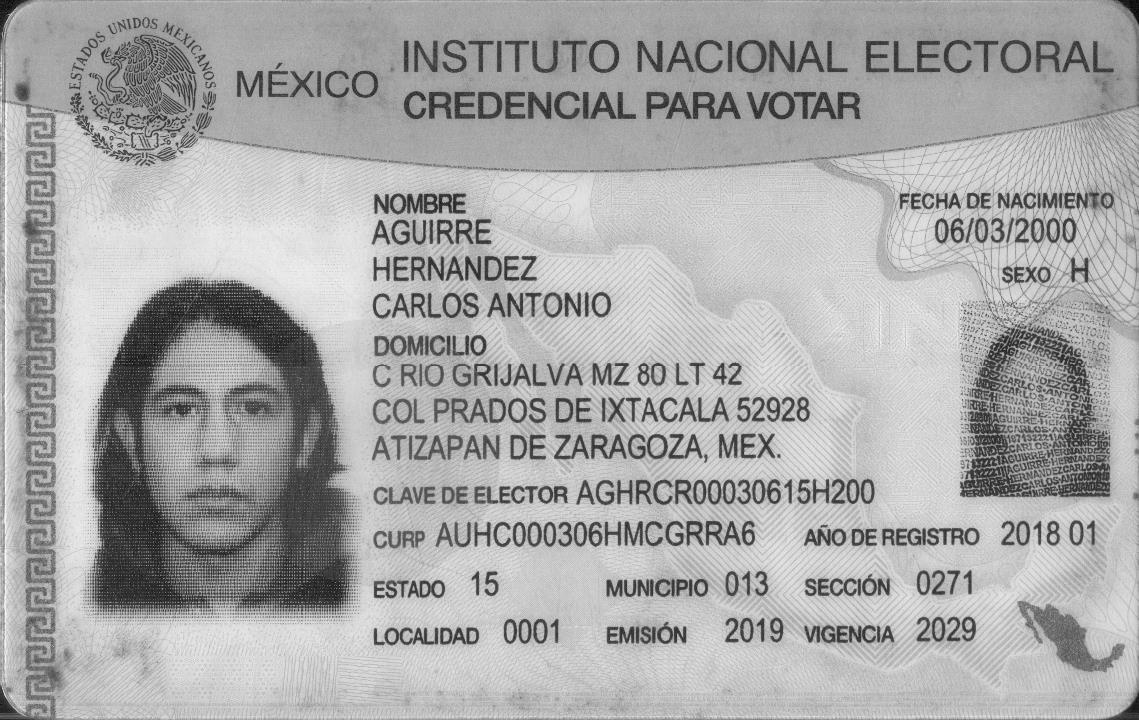 ESTADOS UNIDOS MEXICANOS
MÉXICO
INSTITUTO NACIONAL ELECTORAL
CREDENCIAL PARA VOTAR
NOMBRE
AGUIRRE
HERNANDEZ
CARLOS ANTONIO
FECHA DE NACIMIENTO
06/03/2000
SEXO H
DOMICILIO
C RIO GRIJALVA MZ 80 LT 42
COL PRADOS DE IXTACALA 52928
ATIZAPAN DE ZARAGOZA, MEX.
CLAVE DE ELECTOR AGHRCR00030615H200
CURP AUHC000306HMCGRRA6 AÑO DE REGISTRO 2018 01
ESTADO 15 MUNICIPIO 013 SECCIÓN 0271
LOCALIDAD 0001 EMISIÓN 2019 VIGENCIA 2029